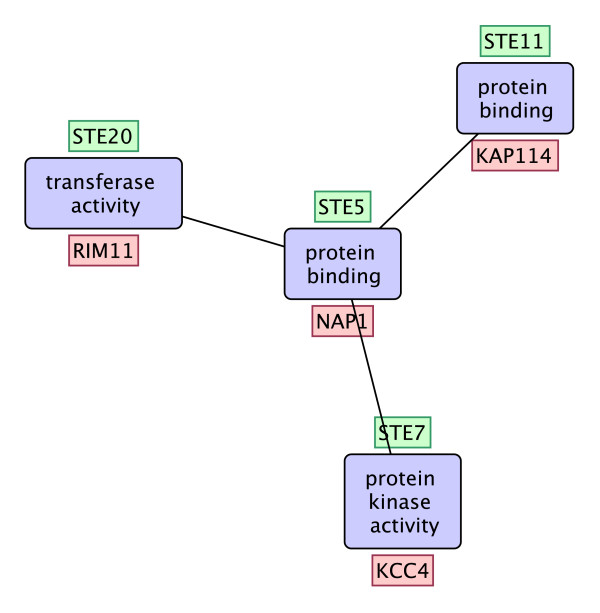 STE11
protein
binding
KAP114
STE20
transferase
activity
RIM11
STE5
protein
binding
NAP1
STE7
protein
kinase
activity
KCC4